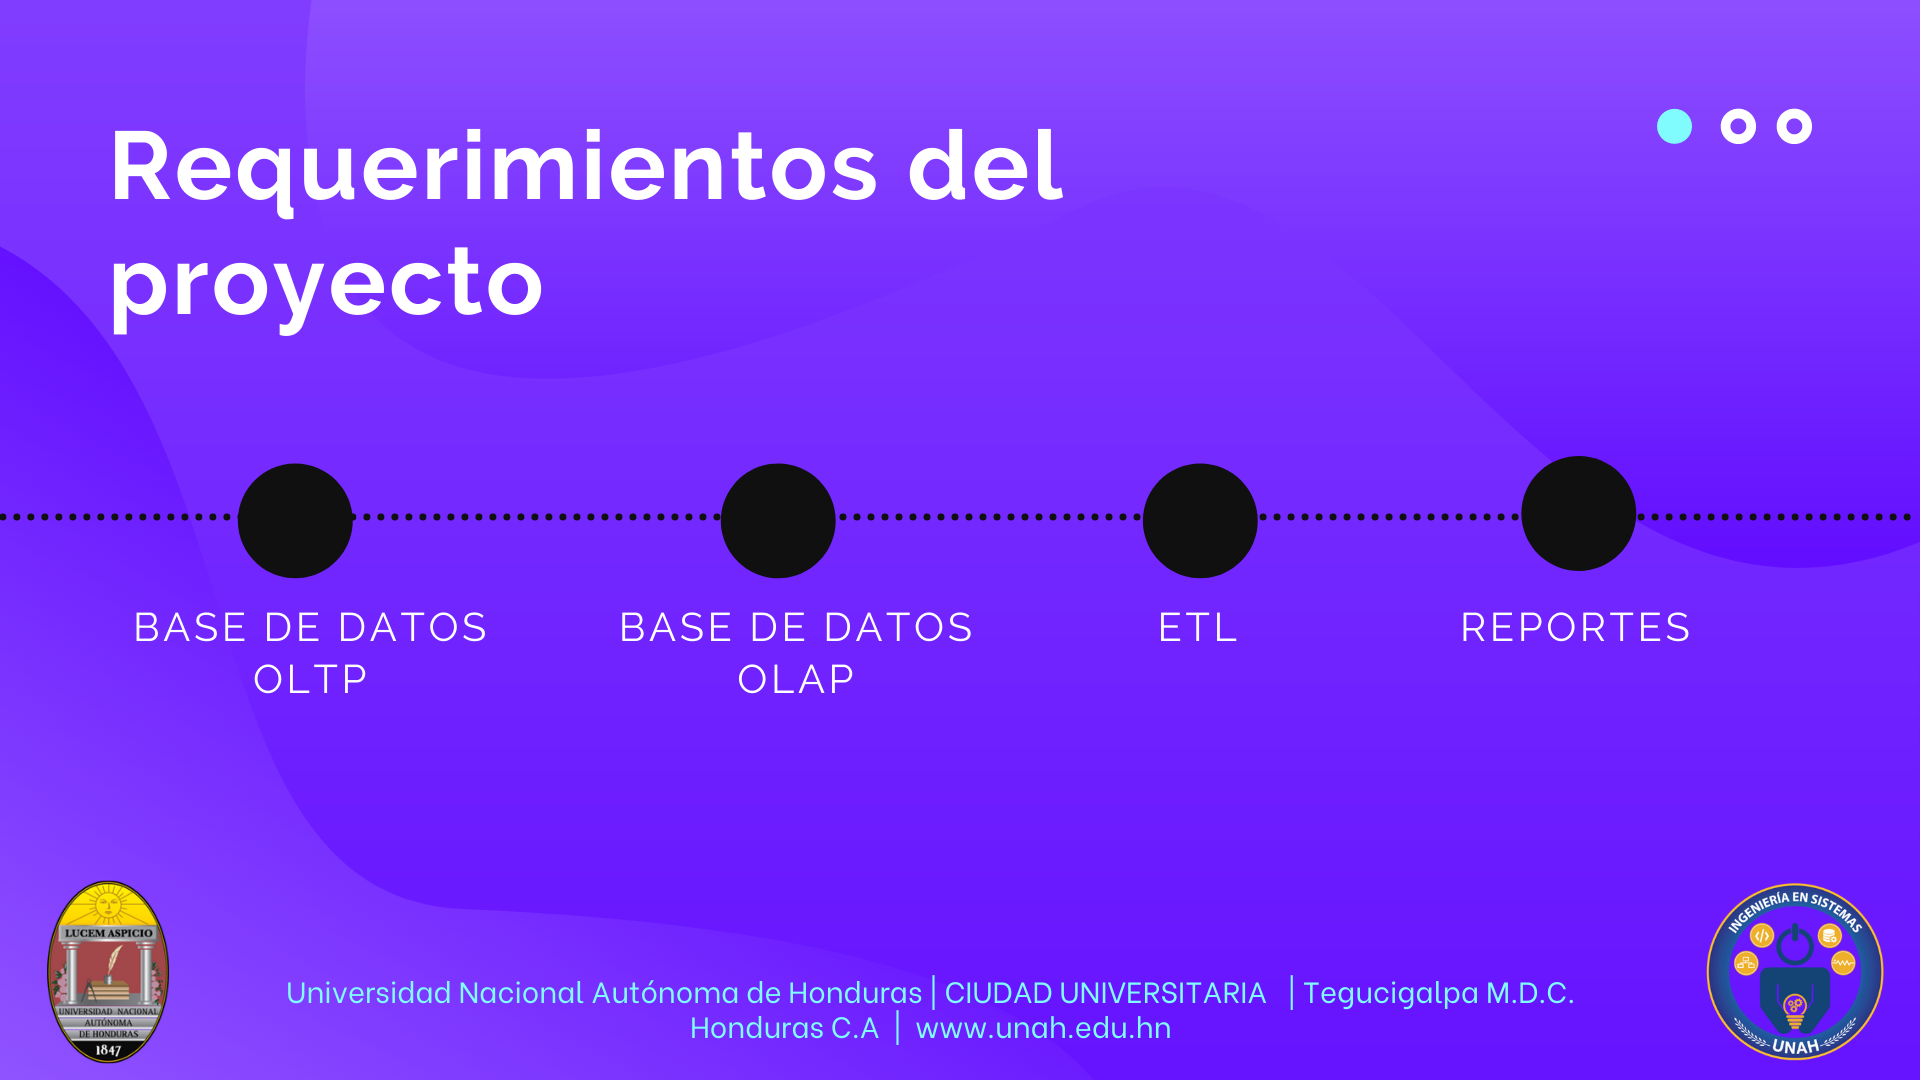 Requerimientos del
proyecto
BASE DE DATOS
OLTP
BASE DE DATOS
OLAP
ETL
REPORTES
LUCEM ASPICIO
UNIVERSIDAD NACIONAL
AUTÓNOMA
DE HONDURAS
1847
Universidad Nacional Autónoma de Honduras | CIUDAD UNIVERSITARIA | Tegucigalpa M.D.C.
Honduras C.A | www.unah.edu.hn
INGENIERÍA EN SISTEMAS
UNAH